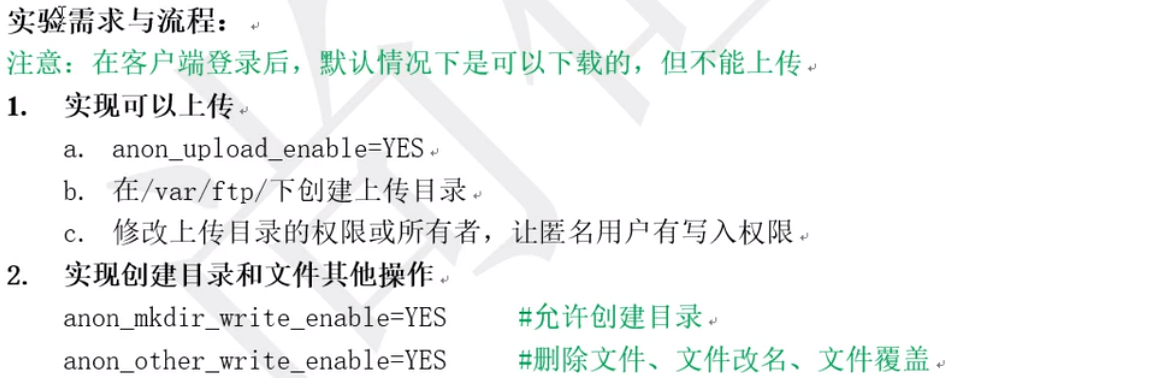 实验需求与流程：
注意：在客户端登录后，默认情况下是可以下载的，但不能上传
1. 实现可以上传
a. anon_upload_enable=YES
b. 在/var/ftp/下创建上传目录
c. 修改上传目录的权限或所有者，让匿名用户有写入权限
2. 实现创建目录和文件其他操作
anon_mkdir_write_enable=YES #允许创建目录
anon_other_write_enable=YES #删除文件、文件改名、文件覆盖